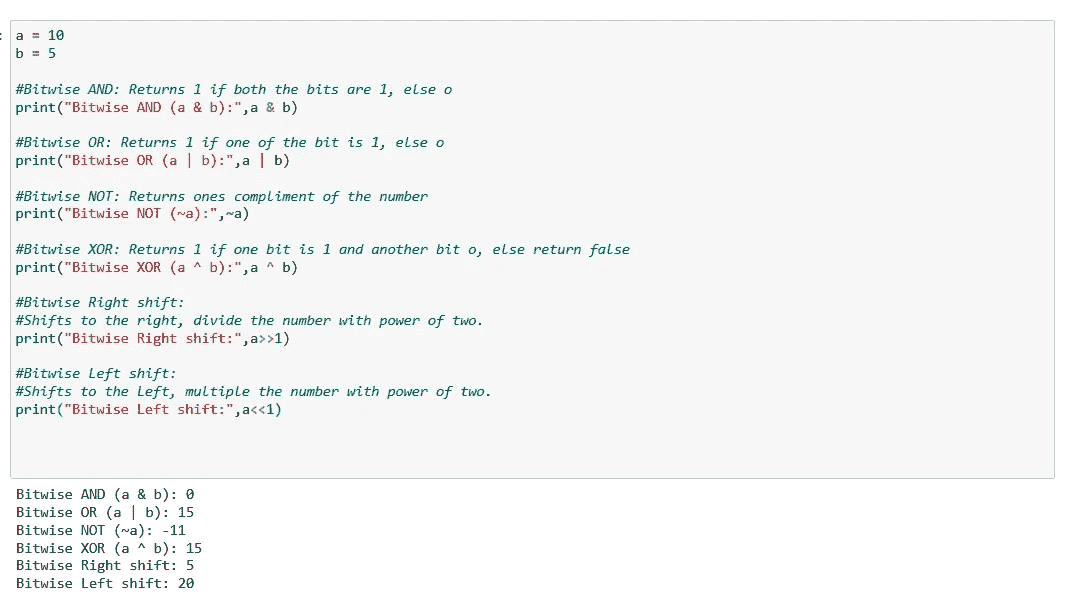 : a = 10
b = 5
#Bitwise AND: Returns 1 if both the bits are 1, else o
print("Bitwise AND (a & b):",a & b)
#Bitwise OR: Returns 1 if one of the bit is 1, else o
print("Bitwise OR (a | b):",a | b)
#Bitwise NOT: Returns ones compliment of the number
print("Bitwise NOT (~a):",~a)
#Bitwise XOR: Returns 1 if one bit is 1 and another bit o, else return false
print("Bitwise XOR (a ^ b):",a ^ b)
#Bitwise Right shift:
#Shifts to the right, divide the number with power of two.
print("Bitwise Right shift:",a>>1)
#Bitwise Left shift:
#Shifts to the Left, multiple the number with power of two.
print("Bitwise Left shift:",a<<1)
Bitwise AND (a & b): 0
Bitwise OR (a | b): 15
Bitwise NOT (~a): -11
Bitwise XOR (a ^ b): 15
Bitwise Right shift: 5
Bitwise Left shift: 20